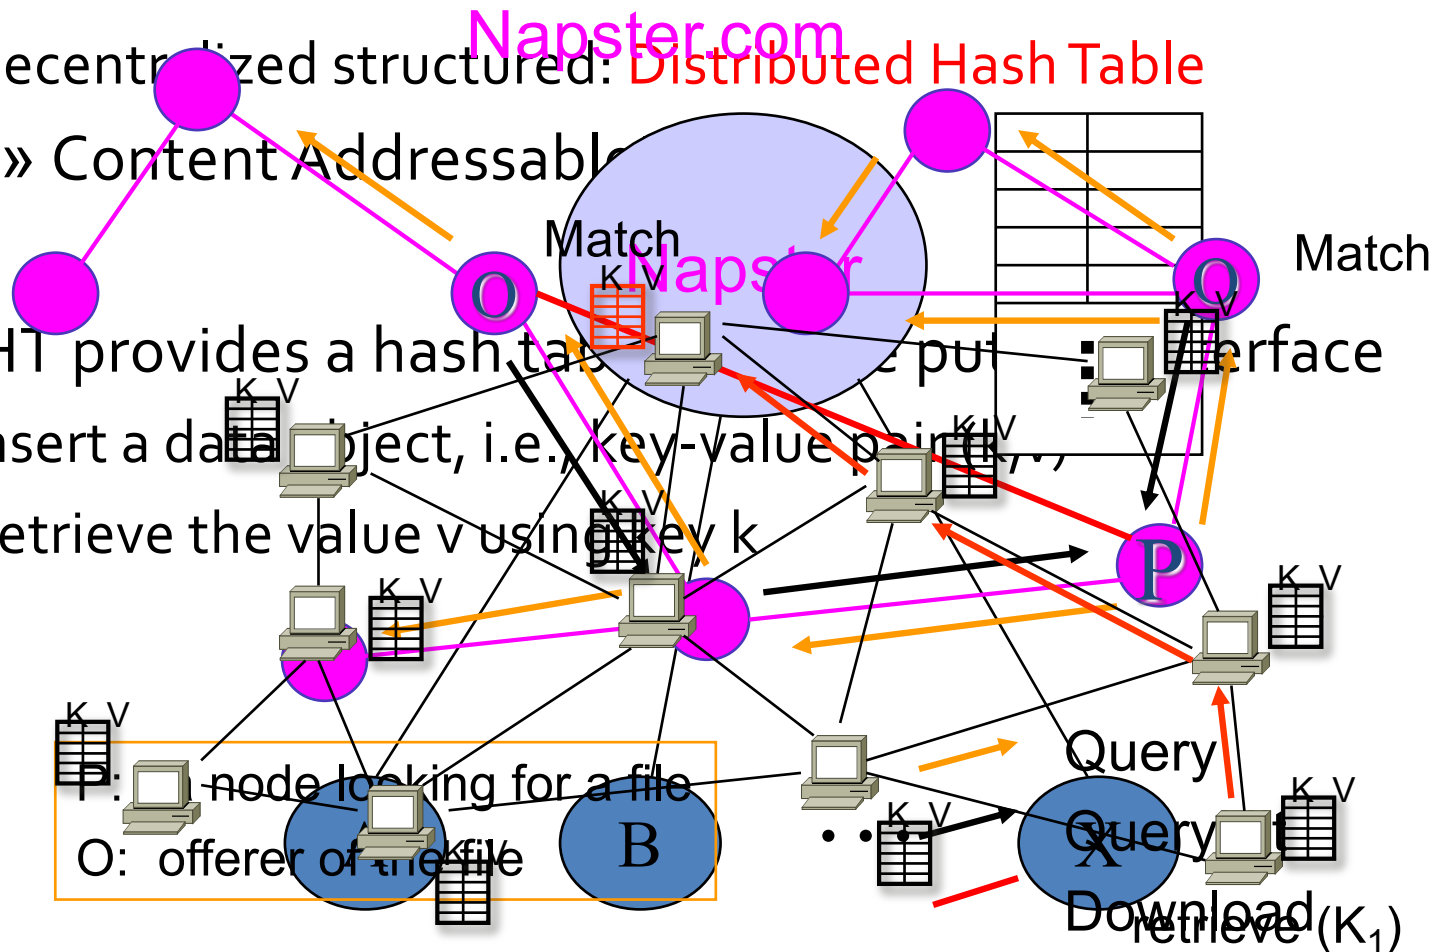 Napster.com
ecentralized structured: Distributed Hash Table
» Content Addressable
Match
Napster
Match
O
O
K V
K V
HT provides a hash tab e put erface
K V
nsert a data object, i.e., key-value pair (k,v)
K V
etrieve the value v using key k
K V
P
K V
K V
K V
Query
P: a node looking for a file
K V
K V
B
X
Query
O: offerer of the file
K V
Download
retrieve (K₁)